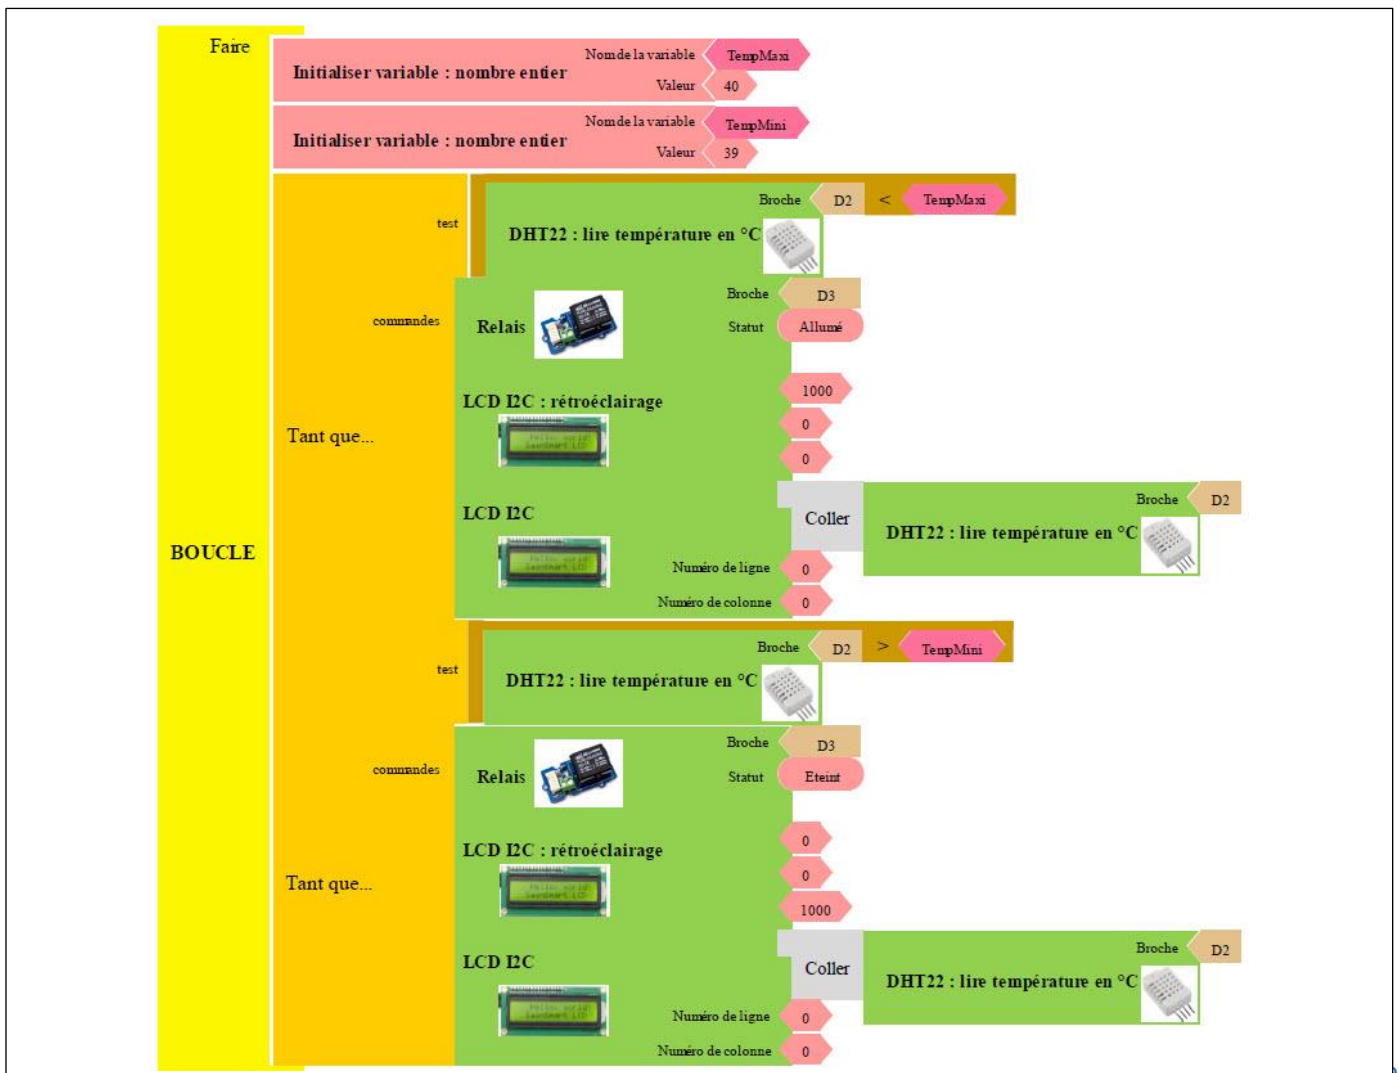 Faire
Nom de la variable TempMaxi
Initialiser variable : nombre entier
Valeur 40
Nom de la variable TempMini
Initialiser variable : nombre entier
Valeur 39
Broche D2 < TempMaxi
test
DHT22 : lire température en °C
Broche D3
commandes
Relais
Statut Allumé
1000
LCD I2C : rétroéclairage
0
Tant que...
0
Broche D2
LCD I2C
Coller
DHT22 : lire température en °C
BOUCLE
Numéro de ligne 0
Numéro de colonne 0
Broche D2 > TempMini
test
DHT22 : lire température en °C
Broche D3
commandes
Relais
Statut Eteint
0
LCD I2C : rétroéclairage
0
Tant que...
1000
Broche D2
LCD I2C
Coller
DHT22 : lire température en °C
Numéro de ligne 0
Numéro de colonne 0